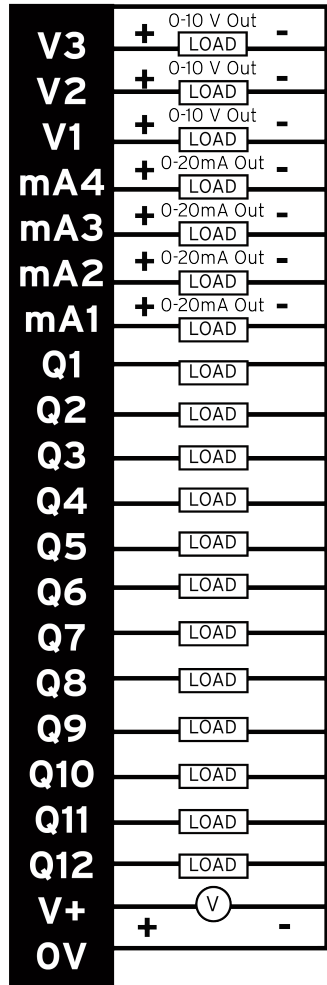 V3 + 0-10 V Out -
LOAD
V2 + 0-10 V Out -
LOAD
V1 + 0-10 V Out -
LOAD
mA4 + 0-20mA Out -
LOAD
mA3 + 0-20mA Out -
LOAD
mA2 + 0-20mA Out -
LOAD
mA1 + 0-20mA Out -
LOAD
Q1 LOAD
Q2 LOAD
Q3 LOAD
Q4 LOAD
Q5 LOAD
Q6 LOAD
Q7 LOAD
Q8 LOAD
Q9 LOAD
Q10 LOAD
Q11 LOAD
Q12 LOAD
V+ V
+ -
0V